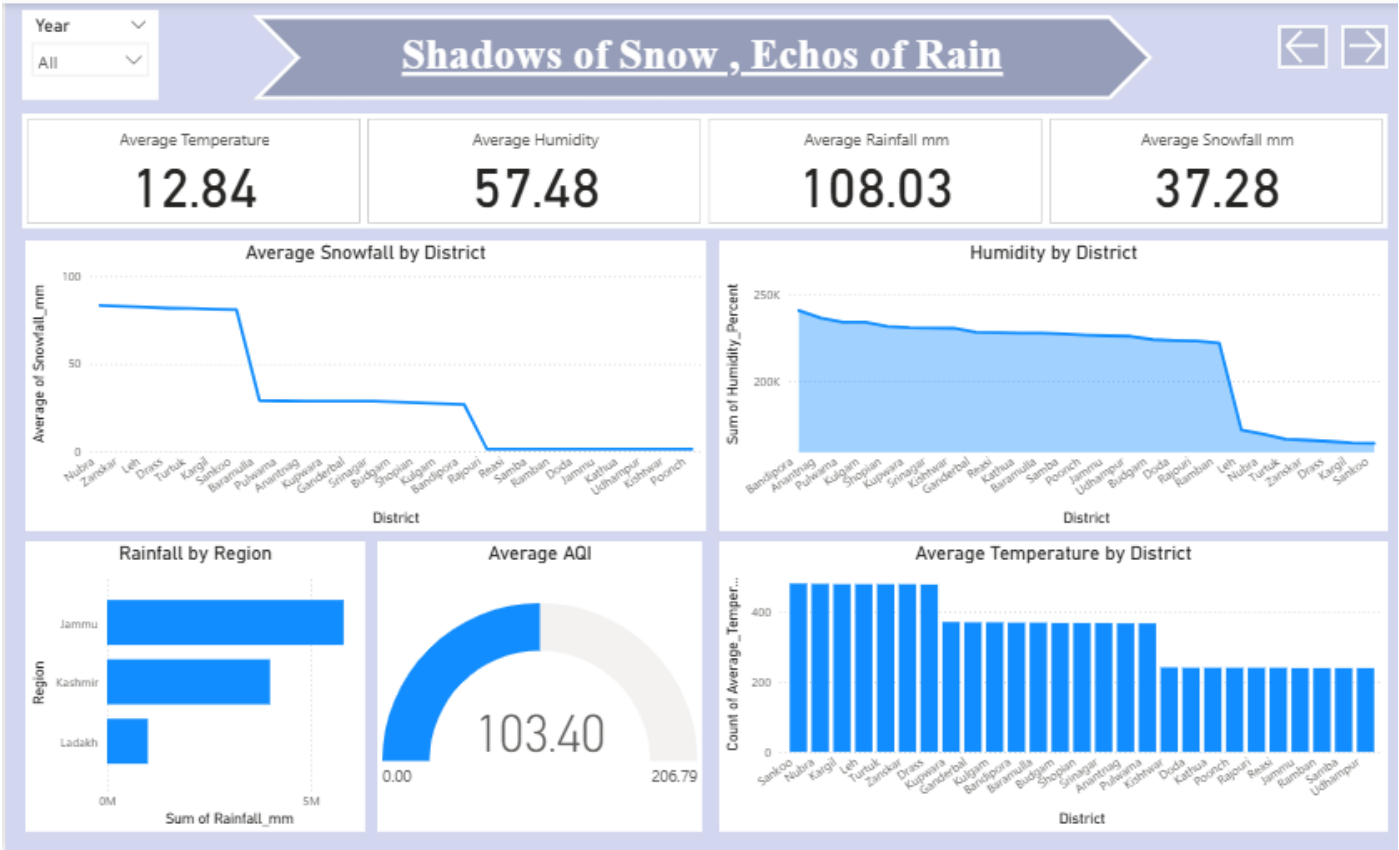 Year
All
Shadows of Snow , Echos of Rain
Average Temperature
12.84
Average Humidity
57.48
Average Rainfall mm
108.03
Average Snowfall mm
37.28
Average Snowfall by District
Average of Snowfall_mm
100
50
0
Nubra
Zanskar
Leh
Drass
Turtuk
Kargil
Sankoo
Baramulla
Pulwama
Anantnag
Kupwara
Ganderbal
Srinagar
Budgam
Shopian
Kulgam
Bandipora
Rajouri
Reasi
Samba
Ramban
Doda
Jammu
Kathua
Udhampur
Kishtwar
Poonch
District
Humidity by District
Sum of Humidity_Percent
250K
200K
Bandipora
Anantnag
Pulwama
Kulgam
Shopian
Kupwara
Srinagar
Kishtwar
Ganderbal
Reasi
Kathua
Baramulla
Samba
Poonch
Jammu
Udhampur
Budgam
Doda
Rajouri
Ramban
Leh
Nubra
Turtuk
Zanskar
Drass
Kargil
Sankoo
District
Rainfall by Region
Region
Jammu
Kashmir
Ladakh
0M
5M
Sum of Rainfall_mm
Average AQI
103.40
0.00
206.79
Average Temperature by District
Count of Average_Temper...
400
200
0
Sankoo
Nubra
Kargil
Leh
Turtuk
Zanskar
Drass
Kupwara
Ganderbal
Kulgam
Bandipora
Baramulla
Budgam
Shopian
Srinagar
Anantnag
Pulwama
Kishtwar
Doda
Kathua
Poonch
Rajouri
Reasi
Jammu
Ramban
Samba
Udhampur
District